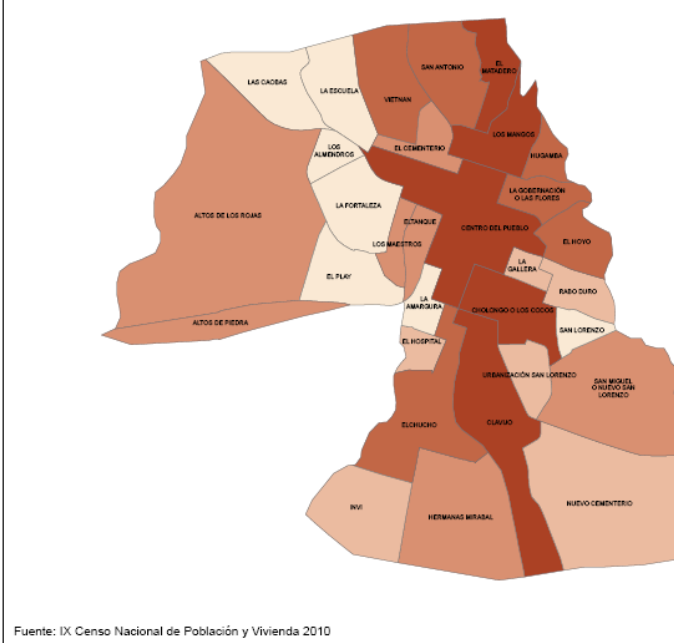 SAN ANTONIO
EL
MATADERO
LAS CAOBAS
LA ESCUELA
VIETNAN
LOS MANGOS
LOS
ALMENDROS
EL CEMENTERIO
HUGAMBA
LA GOBERNACIÓN
O LAS FLORES
LA FORTALEZA
ALTOS DE LOS ROJAS
EL TANQUE
CENTRO DEL PUEBLO
LOS MAESTROS
EL HOYO
LA
GALLERA
EL PLAY
RABO DURO
LA
AMARGURA
CHOLONGO O LOS COCOS
ALTOS DE PIEDRA
SAN LORENZO
EL HOSPITAL
URBANIZACIÓN SAN LORENZO
SAN MIGUEL
O NUEVO SAN
LORENZO
EL CHUCHO
CLAVIJO
INVI
HERMANAS MIRABAL
NUEVO CEMENTERIO
Fuente: IX Censo Nacional de Población y Vivienda 2010